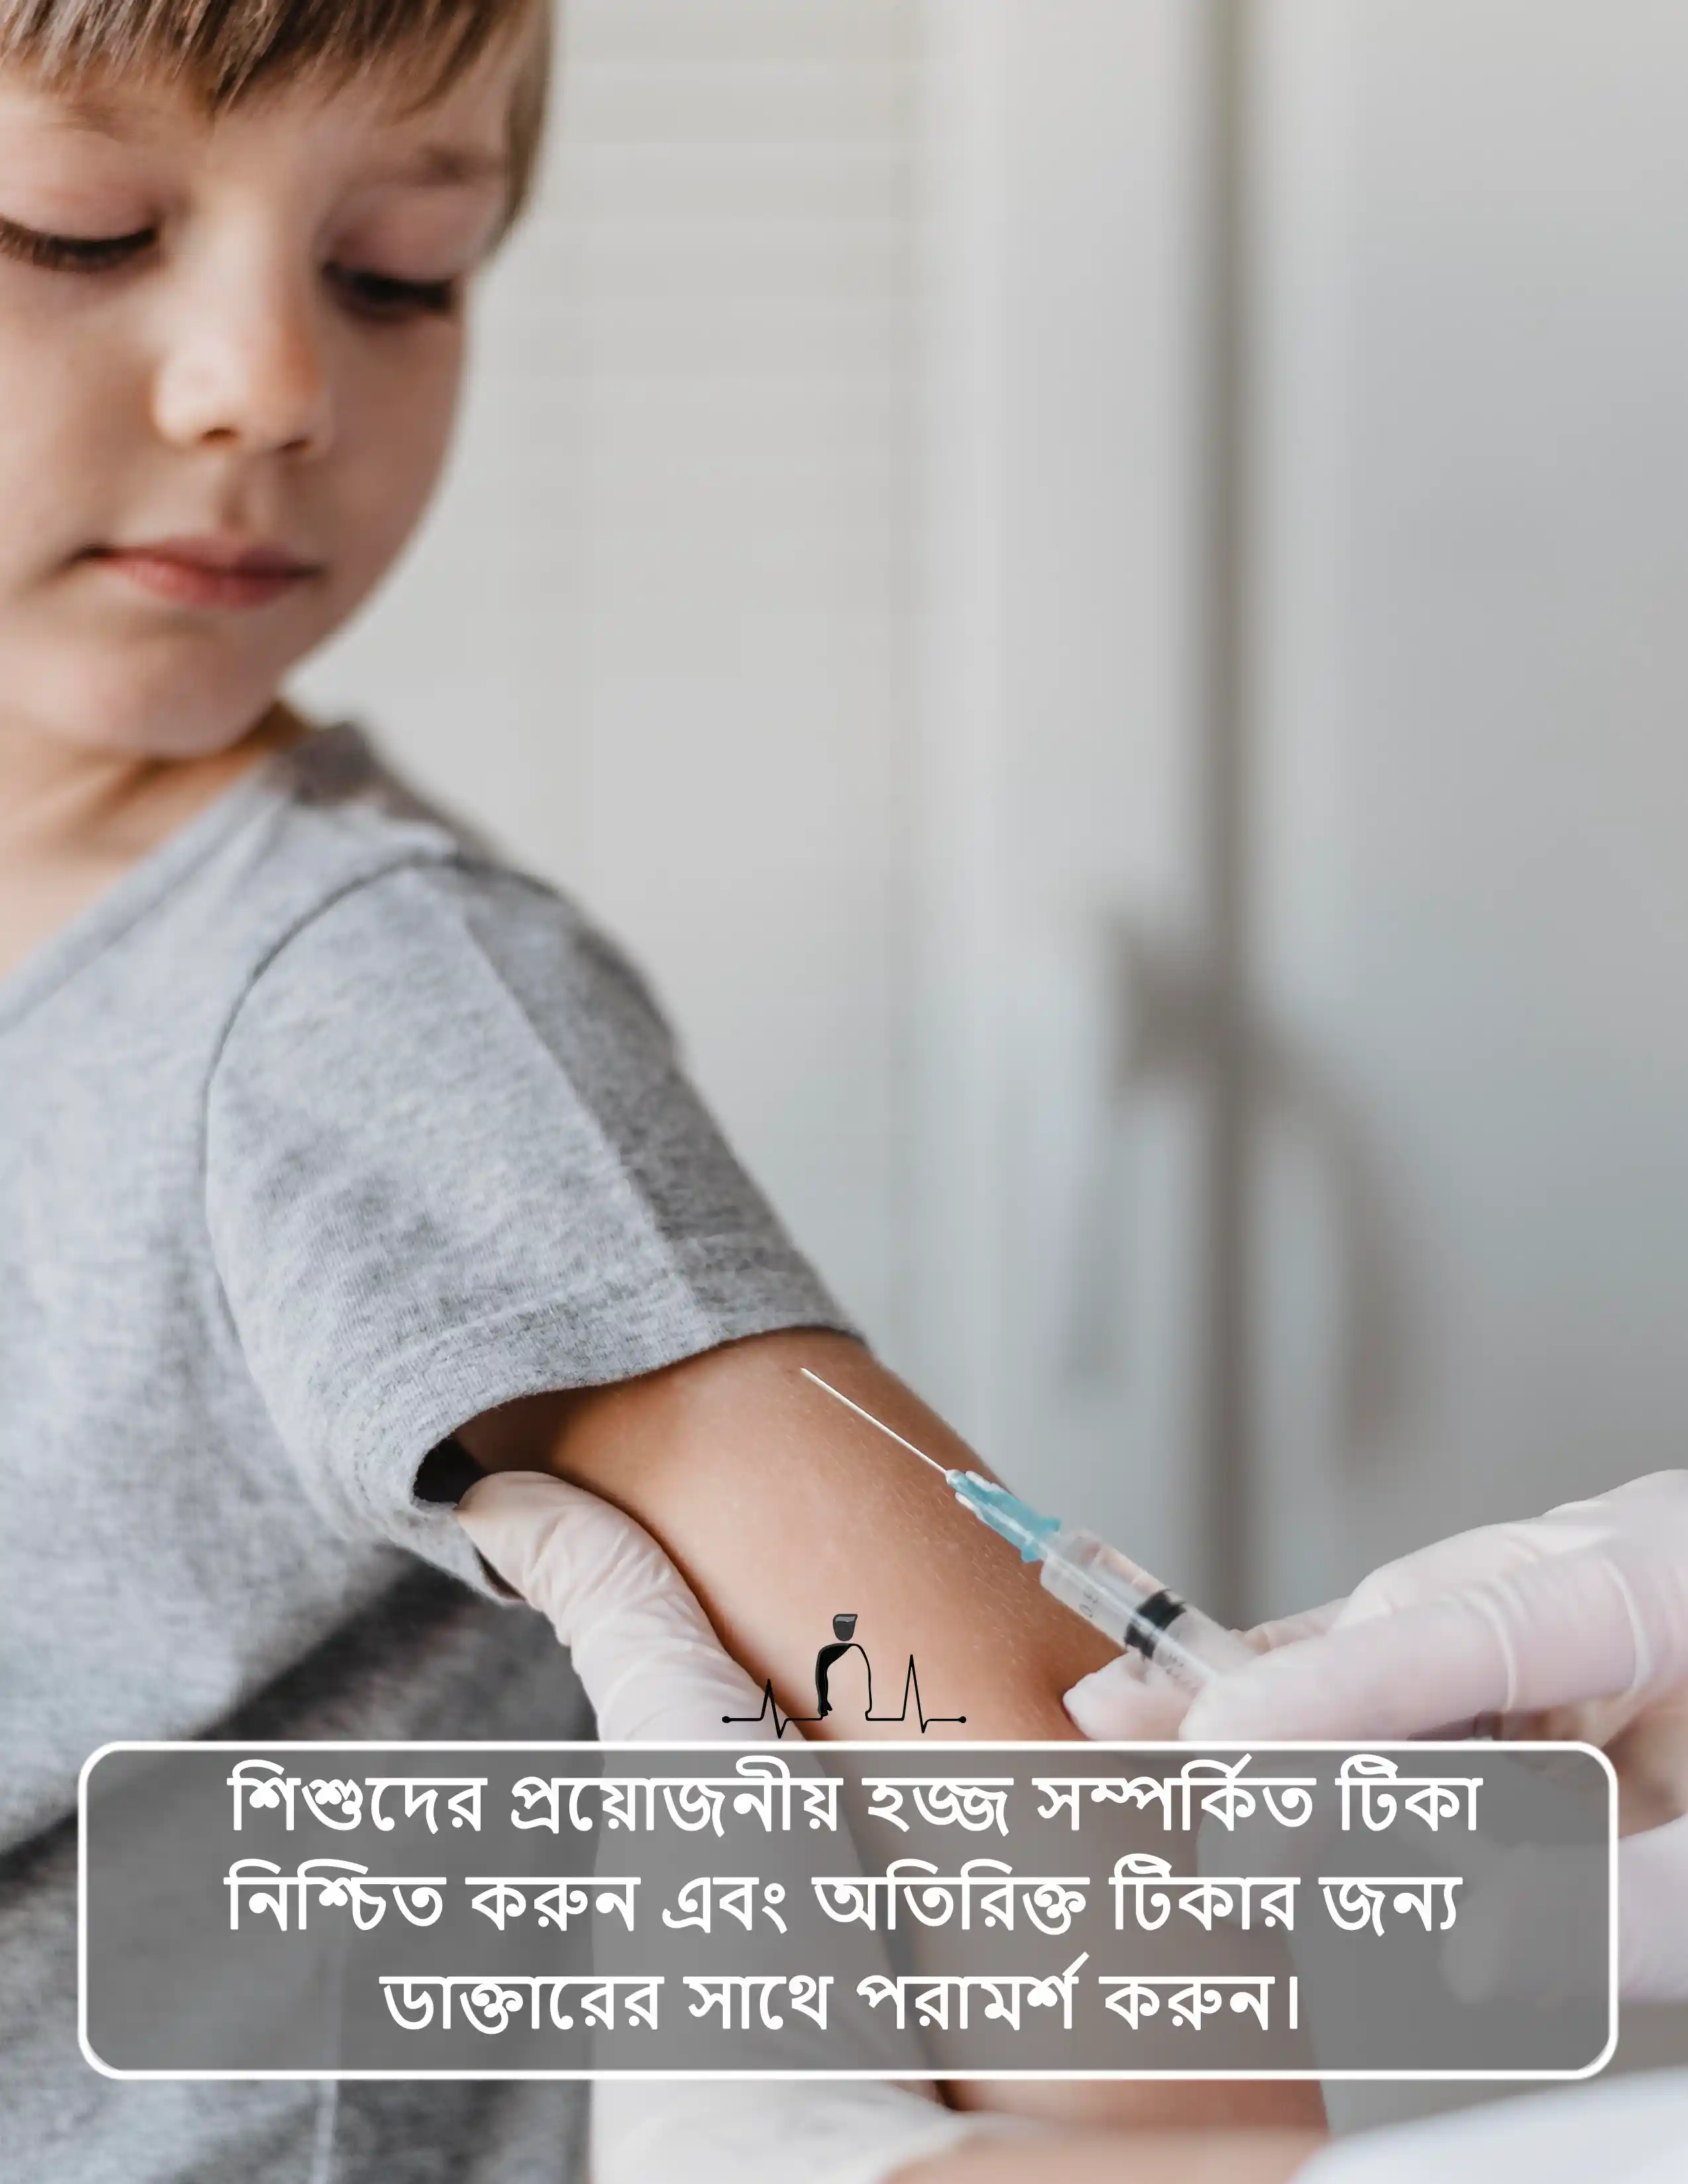 শিশুদের প্রয়োজনীয় হজ্জ সম্পর্কিত টিকা
নিশ্চিত করুন এবং অতিরিক্ত টিকার জন্য
ডাক্তারের সাথে পরামর্শ করুন।